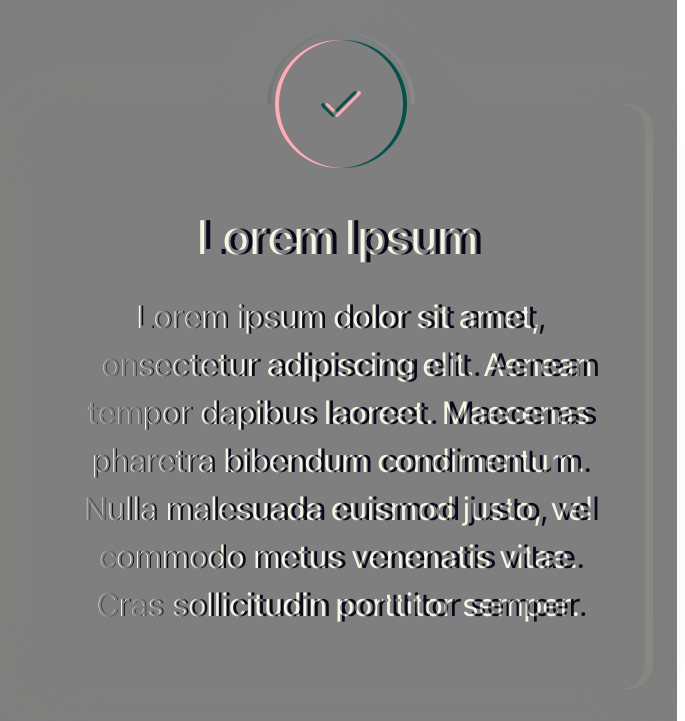 Lorem Ipsum
Lorem ipsum dolor sit amet,
onsectetur adipiscing elit. Aenean
tempor dapibus laoreet. Maecenas
pharetra bibendum condimentum.
Nulla malesuada euismod justo, vel
commodo metus venenatis vitae.
Cras sollicitudin porttitor semper.